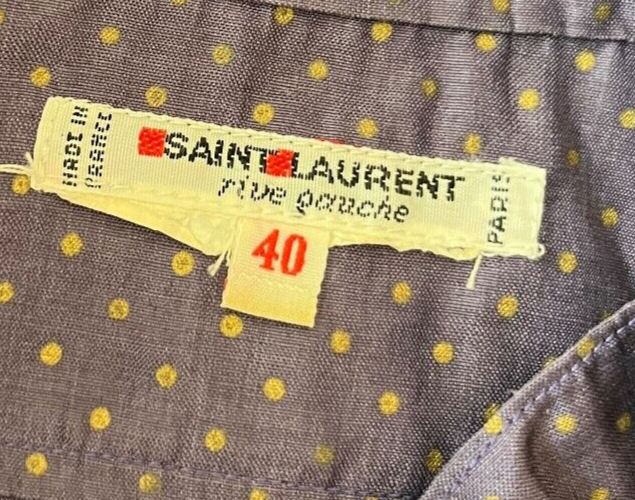 MADE IN
FRANCE
SAINT LAURENT
rive gauche
PARIS
40